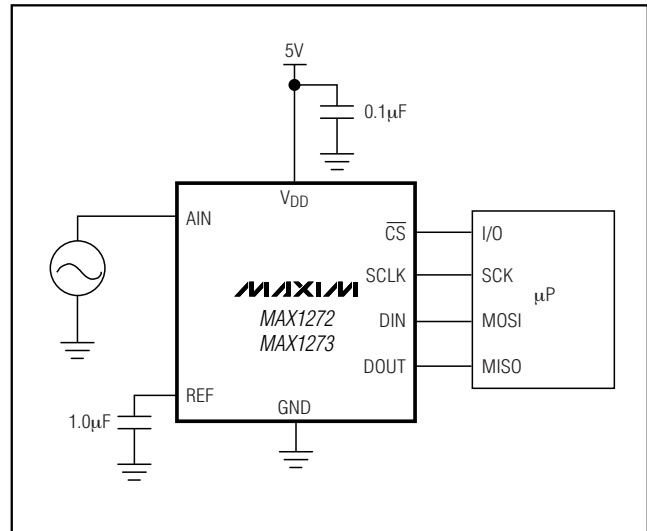 5V
0.1µF
VDD
AIN
CS
I/O
SCLK
SCK
MAXIM
µP
MAX1272
DIN
MOSI
MAX1273
DOUT
MISO
REF
GND
1.0µF